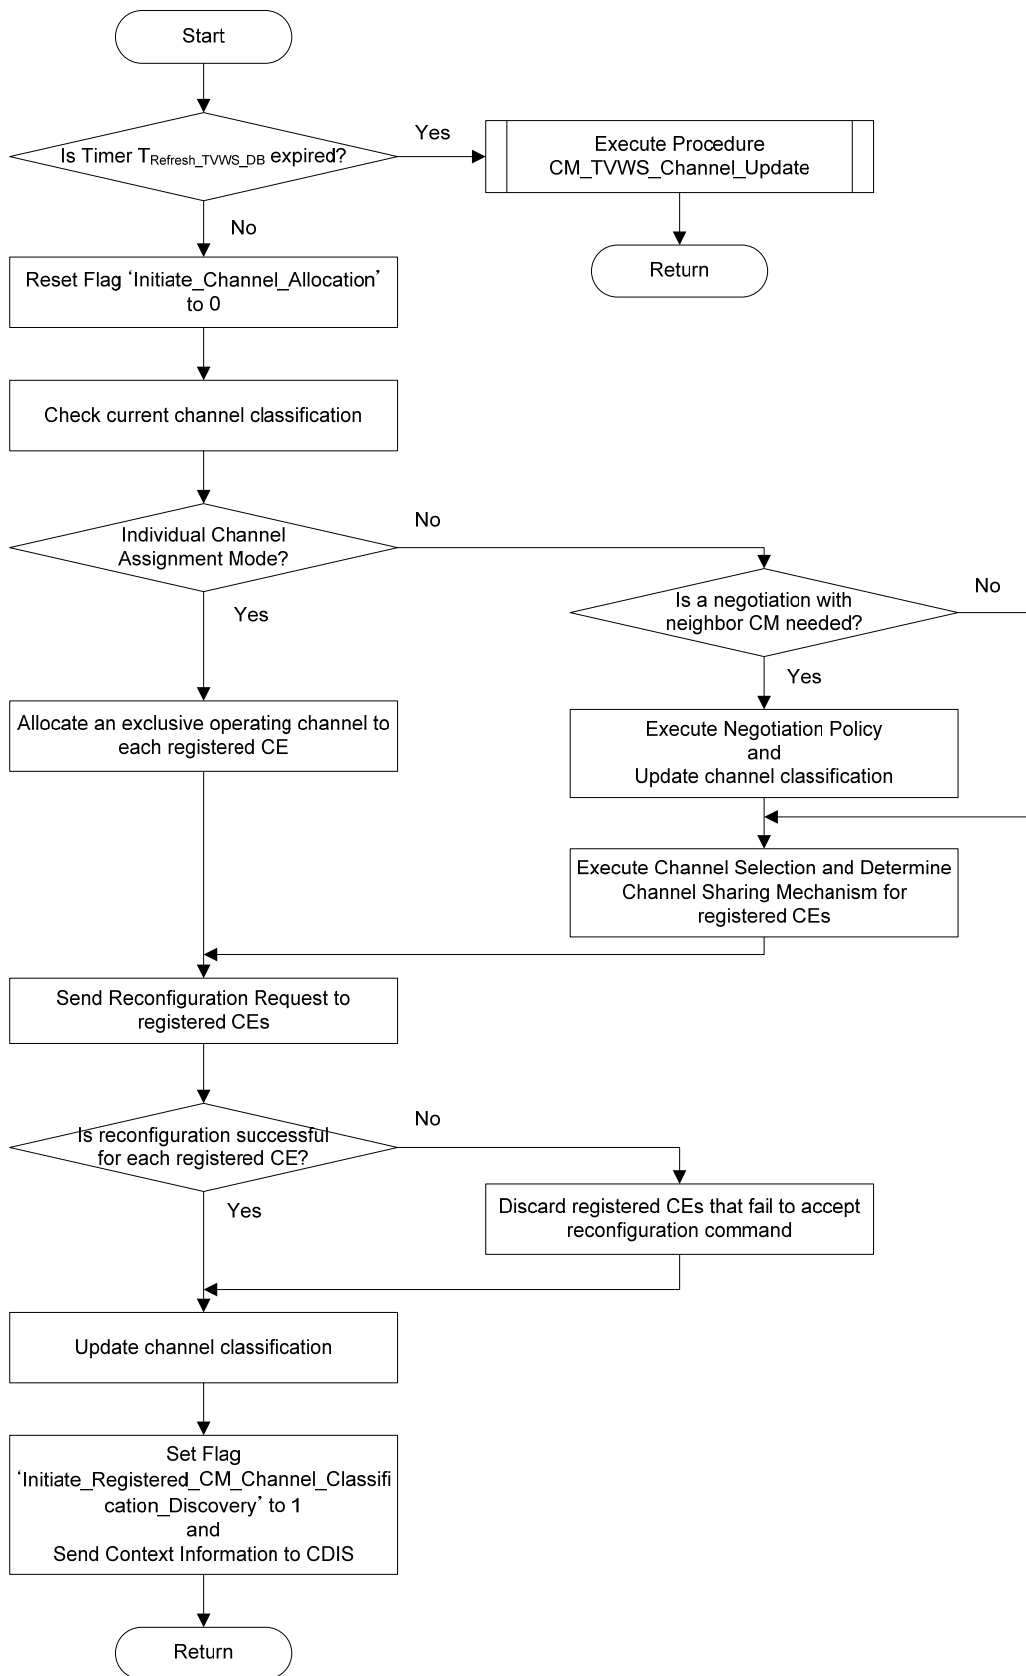 Start
Is Timer TRefresh_TVWS_DB expired?
Yes
Execute Procedure
CM_TVWS_Channel_Update
No
Return
Reset Flag ‘Initiate_Channel_Allocation’
to 0
Check current channel classification
Individual Channel
Assignment Mode?
No
Yes
Is a negotiation with
neighbor CM needed?
No
Yes
Allocate an exclusive operating channel to
each registered CE
Execute Negotiation Policy
and
Update channel classification
Execute Channel Selection and Determine
Channel Sharing Mechanism for
registered CEs
Send Reconfiguration Request to
registered CEs
Is reconfiguration successful
for each registered CE?
No
Yes
Discard registered CEs that fail to accept
reconfiguration command
Update channel classification
Set Flag
‘Initiate_Registered_CM_Channel_Classifi
cation_Discovery’ to 1
and
Send Context Information to CDIS
Return